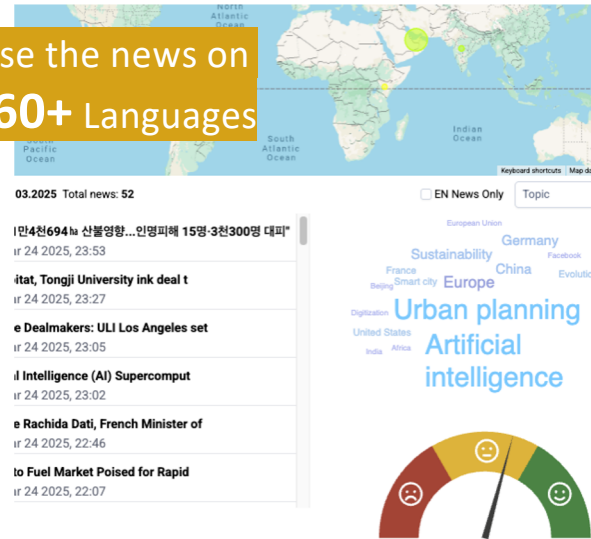 North
Atlantic
Ocean
se the news on
60+ Languages
Pacific
Ocean
South
Atlantic
Ocean
Indian
Ocean
Keyboard shortcuts Map da
03.2025 Total news: 52
EN News Only Topic
만4천694㏊ 산불영향...인명피해 15명·3천300명 대피"
ar 24 2025, 23:53
itat, Tongji University ink deal t
ar 24 2025, 23:27
e Dealmakers: ULI Los Angeles set
ar 24 2025, 23:05
l Intelligence (AI) Supercomput
ar 24 2025, 23:02
e Rachida Dati, French Minister of
ar 24 2025, 22:46
to Fuel Market Poised for Rapid
ar 24 2025, 22:07
European Union
Germany
Sustainability
Facebook
France
China
Evolutio
Beijing
Smart city
Europe
Digitization
Urban planning
United States
India
Africa
Artificial
intelligence